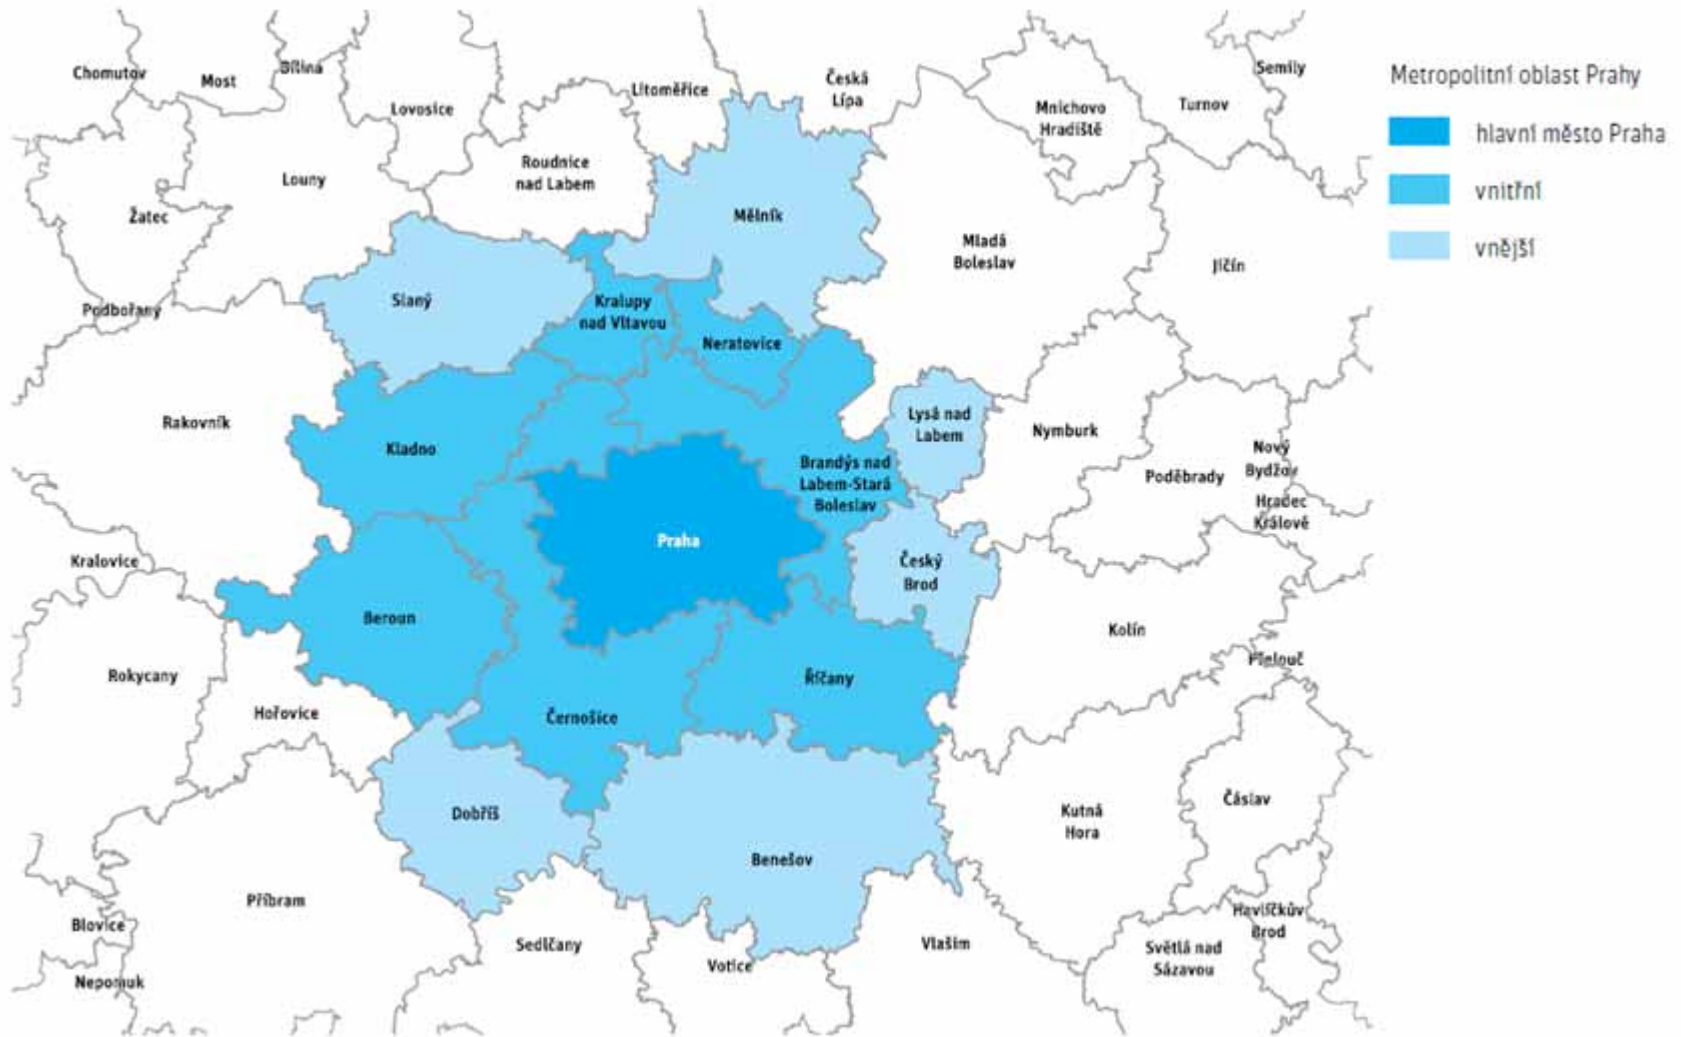 Chomutov
Most
Bílina
Lovosice
Litoměřice
Česká
Lípa
Mnichovo
Hradiště
Turnov
Semily
Metropolitní oblast Prahy
hlavní město Praha
vnitřní
vnější
Louny
Roudnice
nad Labem
Žatec
Mělník
Mladá
Boleslav
Jičín
Podbořany
Slaný
Kralupy
nad Vltavou
Neratovice
Rakovník
Kladno
Lysá nad
Labem
Nymburk
Poděbrady
Nový
Bydžov
Hradec
Králové
Brandýs nad
Labem-Stará
Boleslav
Praha
Český
Brod
Kralovice
Beroun
Kolín
Přelouč
Rokycany
Hořovice
Černošice
Říčany
Dobříš
Benešov
Kutná
Hora
Čáslav
Příbram
Blovice
Nepomuk
Sedlčany
Votice
Vlašim
Světlá nad
Sázavou
Havlíčkův
Brod